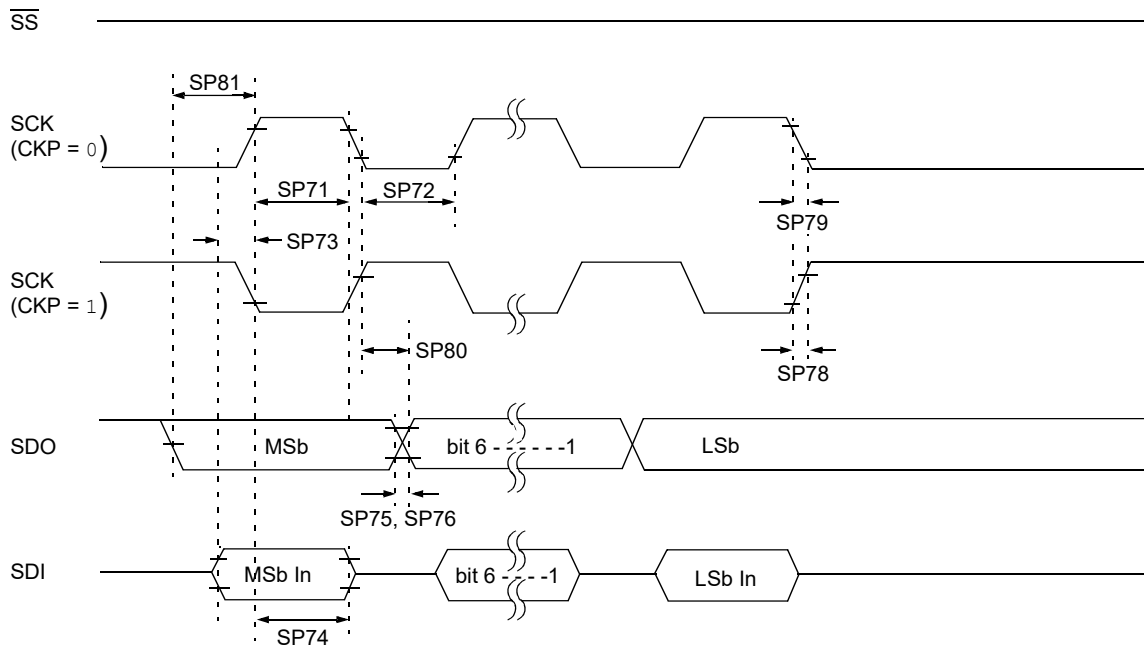 SS
SP81
SCK
(CKP = 0)
SP71
SP72
SP79
SP73
SCK
(CKP = 1)
SP80
SP78
SDO
MSb
bit 6 - - - - - -1
LSb
SP75, SP76
SDI
MSb In
bit 6 - - - - - -1
LSb In
SP74